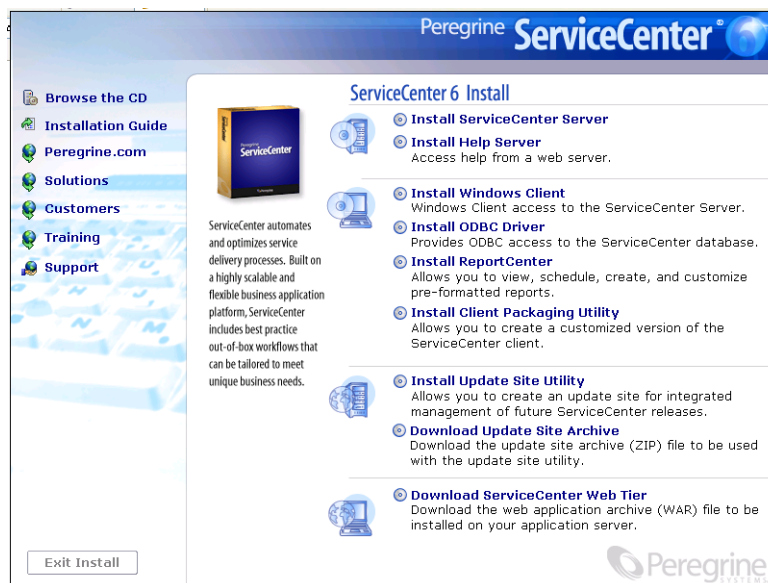 Peregrine ServiceCenter®
Browse the CD
Installation Guide
Peregrine.com
Solutions
Customers
Training
Support
Exit Install
Peregrine
ServiceCenter
ServiceCenter automates
and optimizes service
delivery processes. Built on
a highly scalable and
flexible business application
platform, ServiceCenter
includes best practice
out-of-box workflows that
can be tailored to meet
unique business needs.
ServiceCenter 6 Install
Install ServiceCenter Server
Install Help Server
Access help from a web server.
Install Windows Client
Windows Client access to the ServiceCenter Server.
Install ODBC Driver
Provides ODBC access to the ServiceCenter database.
Install ReportCenter
Allows you to view, schedule, create, and customize
pre-formatted reports.
Install Client Packaging Utility
Allows you to create a customized version of the
ServiceCenter client.
Install Update Site Utility
Allows you to create an update site for integrated
management of future ServiceCenter releases.
Download Update Site Archive
Download the update site archive (ZIP) file to be used
with the update site utility.
Download ServiceCenter Web Tier
Download the web application archive (WAR) file to be
installed on your application server.
Peregrine
SYSTEMS